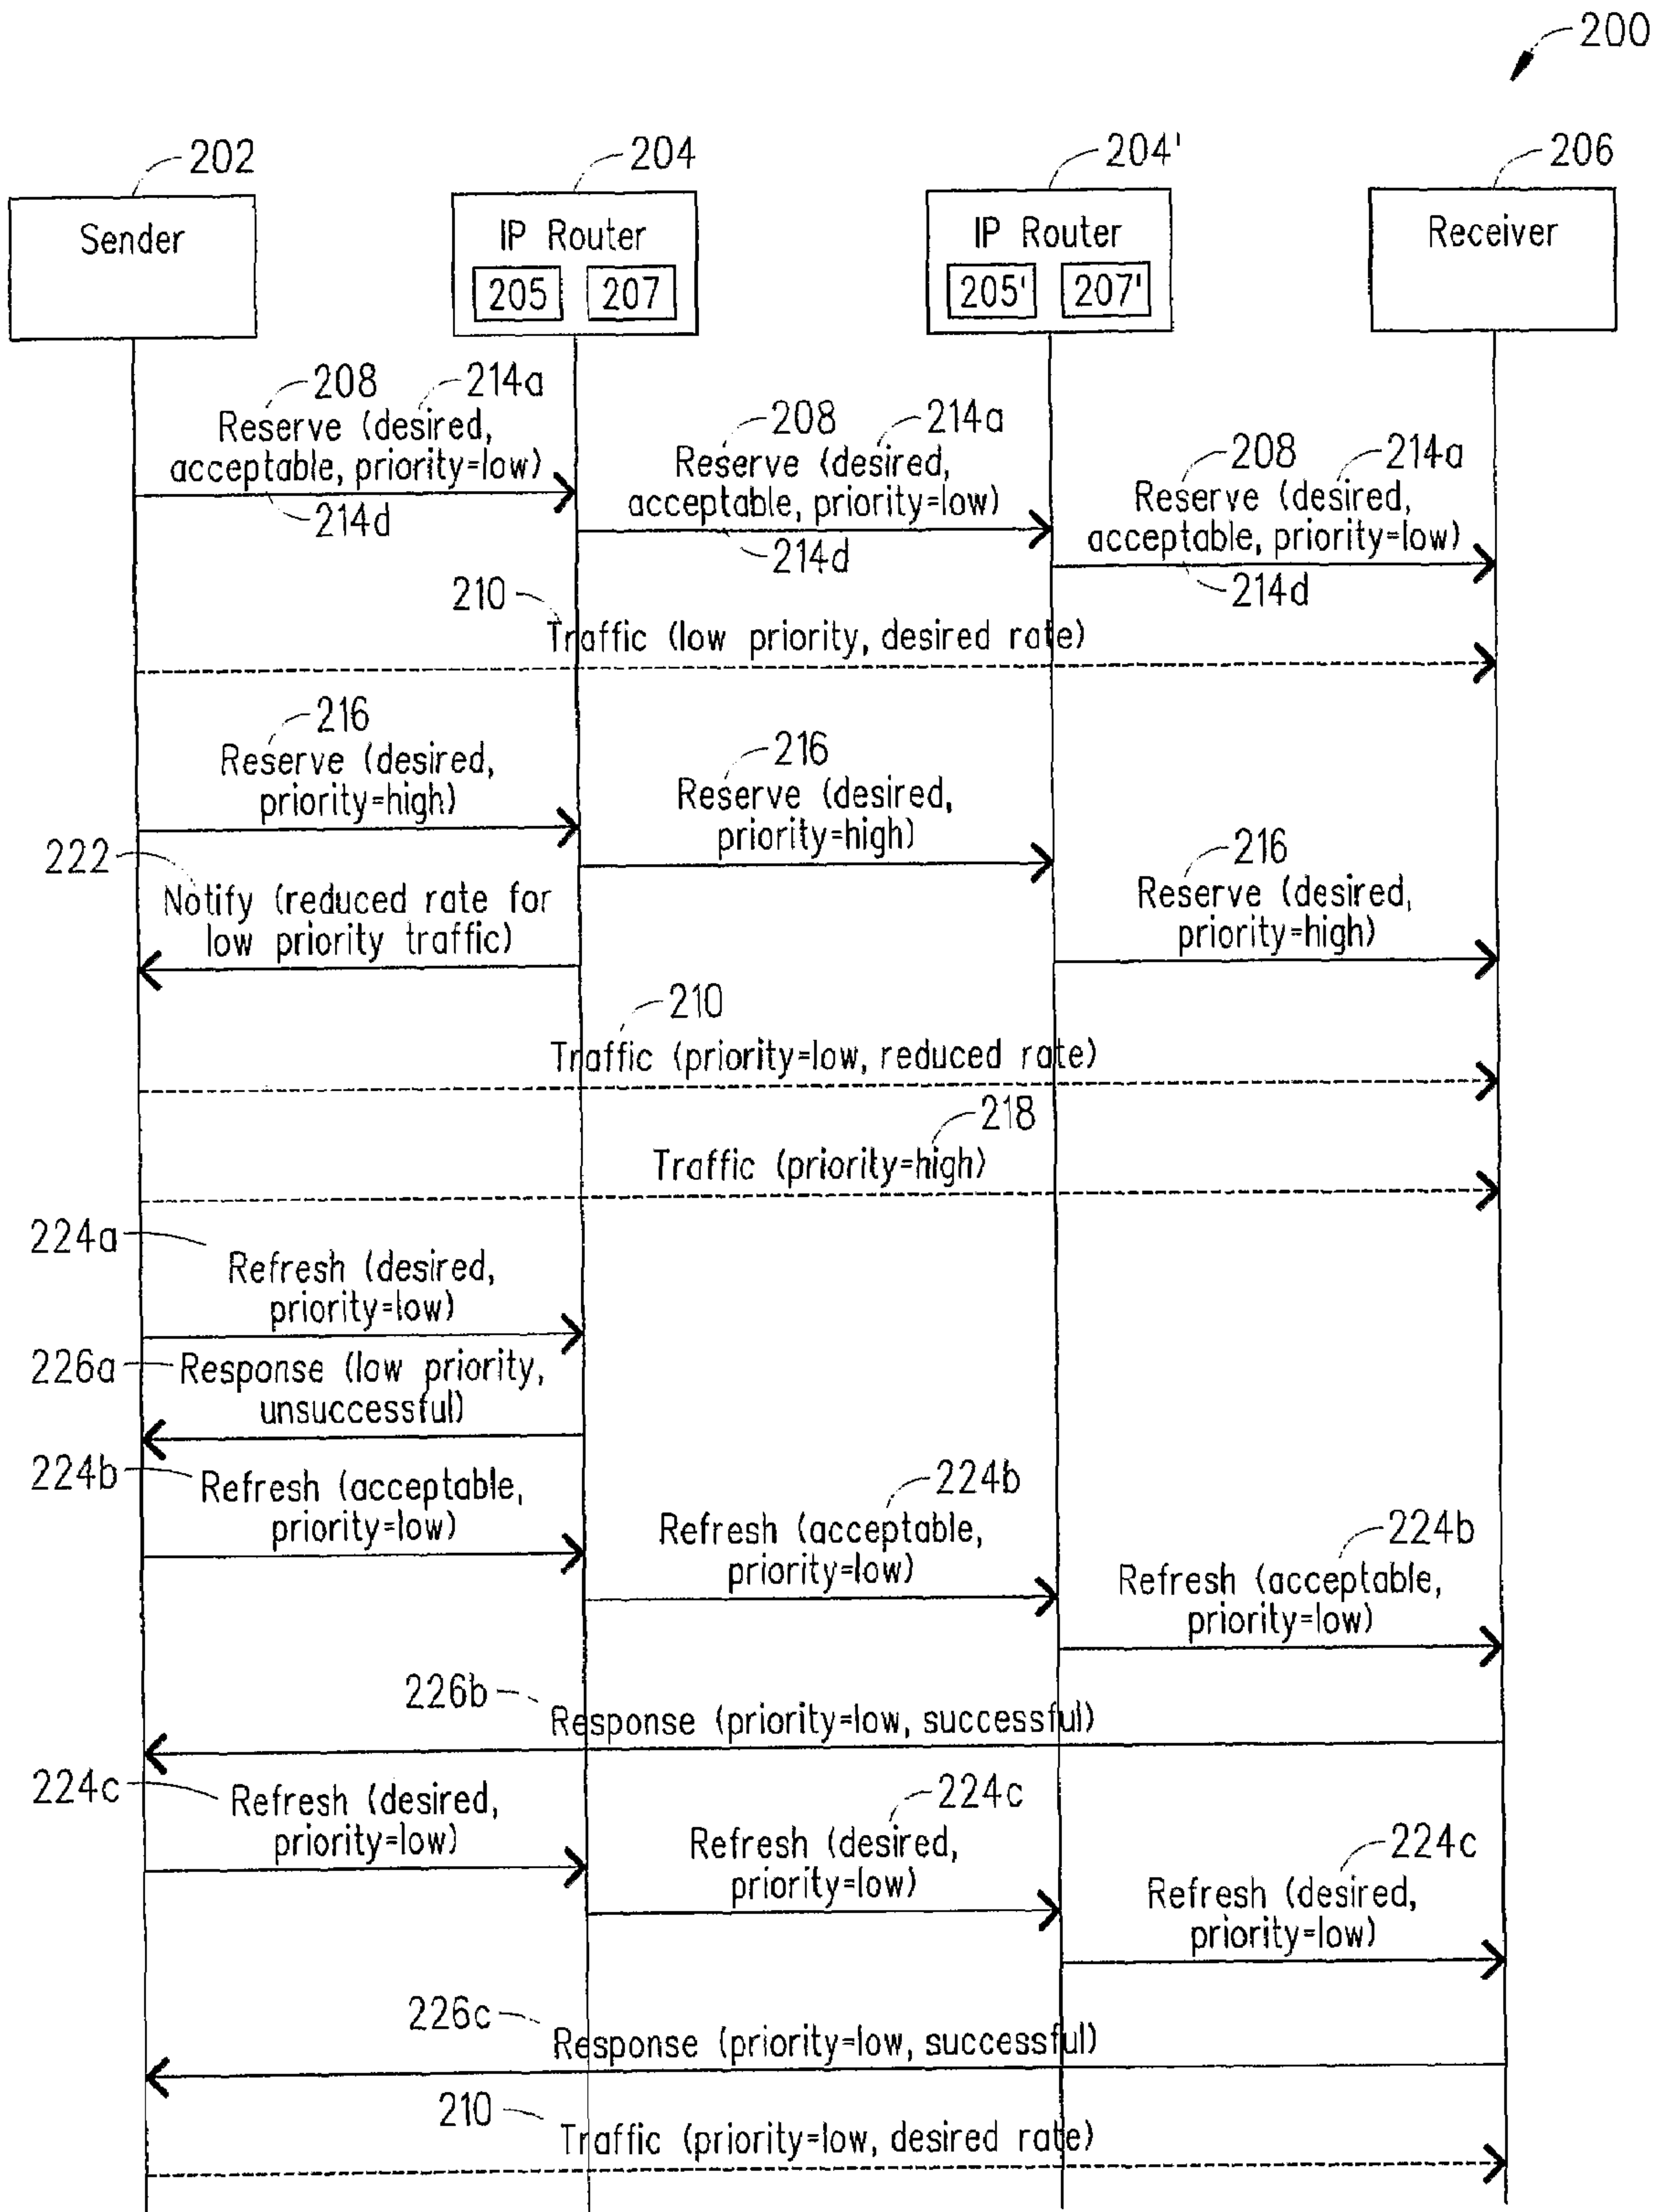 200
202
204
204'
206
Sender
IP Router
205 207
IP Router
205' 207'
Receiver
208 214a
Reserve (desired,
acceptable, priority=low)
214d
208 214a
Reserve (desired,
acceptable, priority=low)
214d
208 214a
Reserve (desired,
acceptable, priority=low)
214d
210
Traffic (low priority, desired rate)
216
Reserve (desired,
priority=high)
216
Reserve (desired,
priority=high)
216
Reserve (desired,
priority=high)
222
Notify (reduced rate for
low priority traffic)
210
Traffic (priority=low, reduced rate)
218
Traffic (priority=high)
224a
Refresh (desired,
priority=low)
226a
Response (low priority,
unsuccessful)
224b
Refresh (acceptable,
priority=low)
224b
Refresh (acceptable,
priority=low)
224b
Refresh (acceptable,
priority=low)
226b
Response (priority=low, successful)
224c
Refresh (desired,
priority=low)
224c
Refresh (desired,
priority=low)
224c
Refresh (desired,
priority=low)
226c
Response (priority=low, successful)
210
Traffic (priority=low, desired rate)